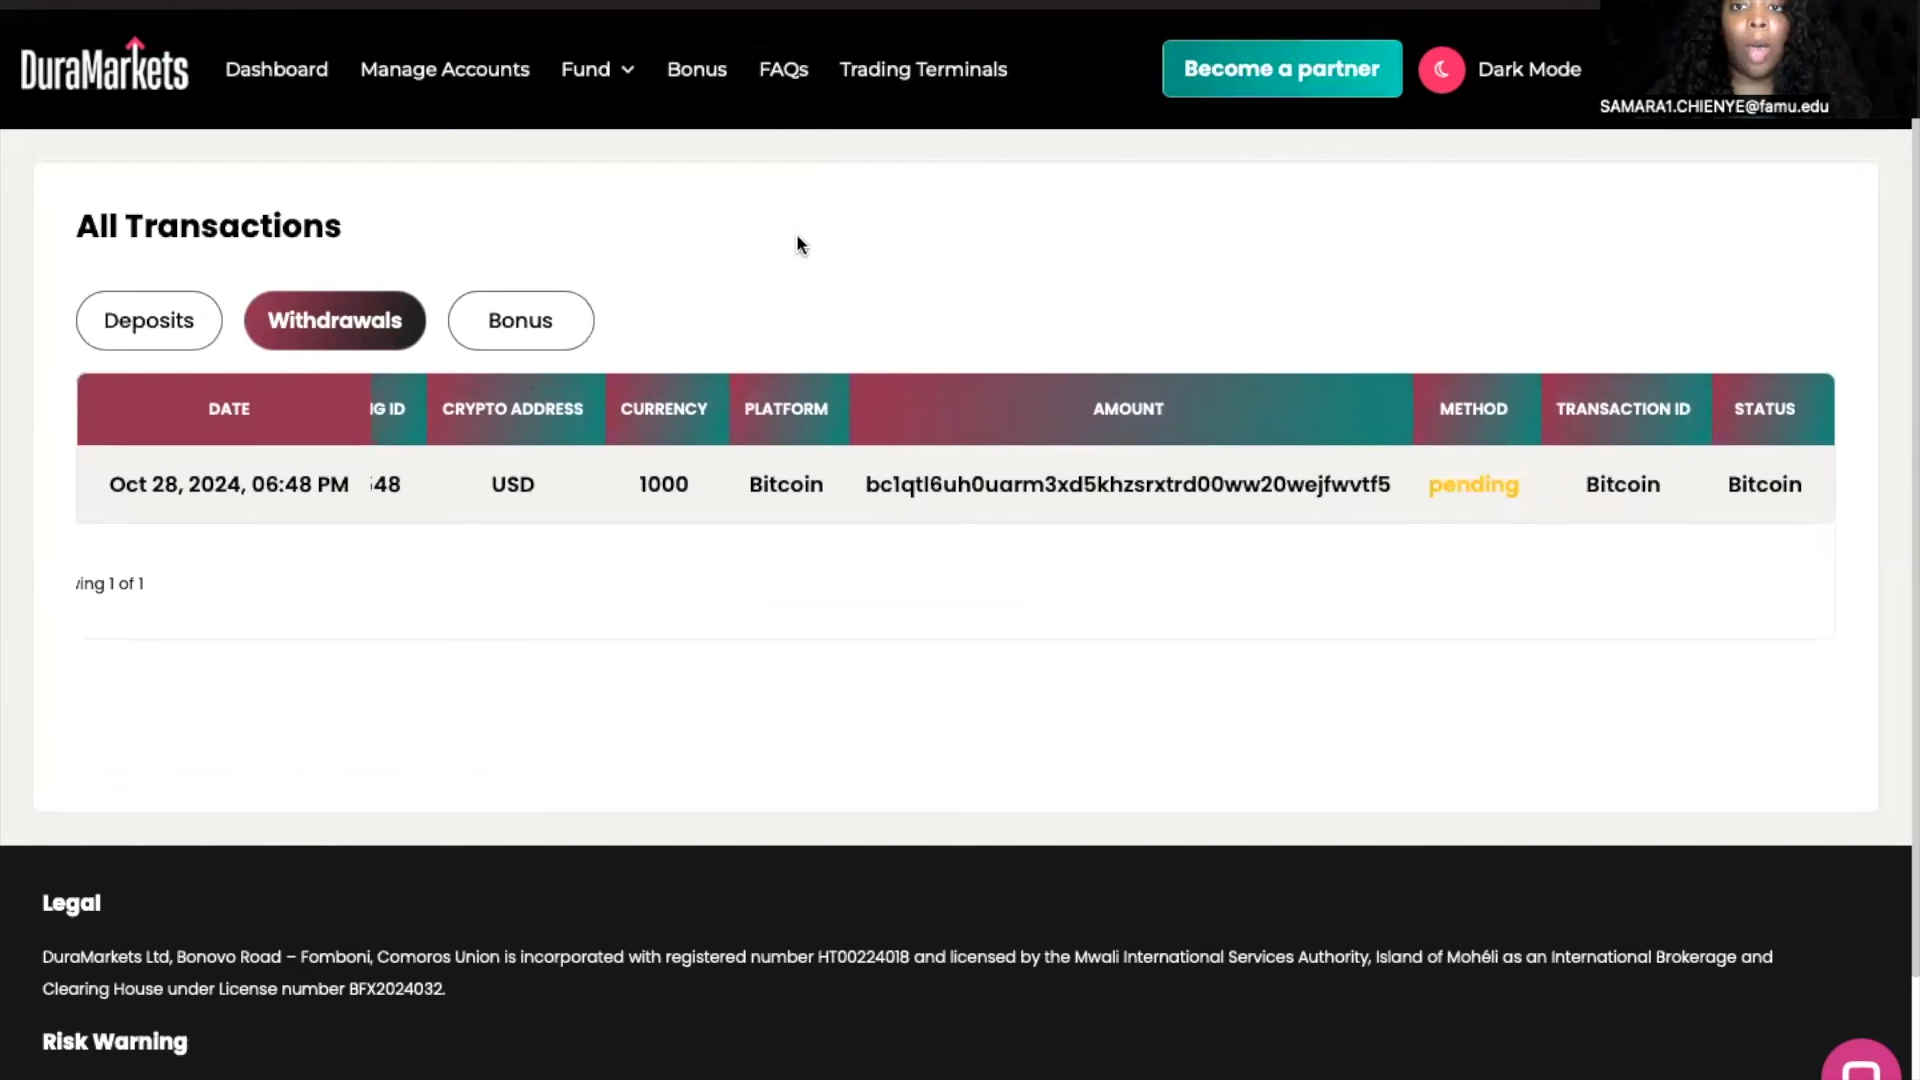 DuraMarkets
Dashboard
Manage Accounts
Fund
Bonus
FAQs
Trading Terminals
Become a partner
Dark Mode
SAMARA1.CHIENYE@famu.edu
All Transactions
Deposits
Withdrawals
Bonus
DATE
ID
CRYPTO ADDRESS
CURRENCY
PLATFORM
AMOUNT
METHOD
TRANSACTION ID
STATUS
Oct 28, 2024, 06:48 PM
48
USD
1000
Bitcoin
bc1qtl6uh0uarm3xd5khzsrxtrd00ww20wejfwvtf5
pending
Bitcoin
Bitcoin
ing 1 of 1
Legal
DuraMarkets Ltd, Bonovo Road – Fomboni, Comoros Union is incorporated with registered number HT00224018 and licensed by the Mwali International Services Authority, Island of Mohéli as an International Brokerage and
Clearing House under License number BFX2024032.
Risk Warning